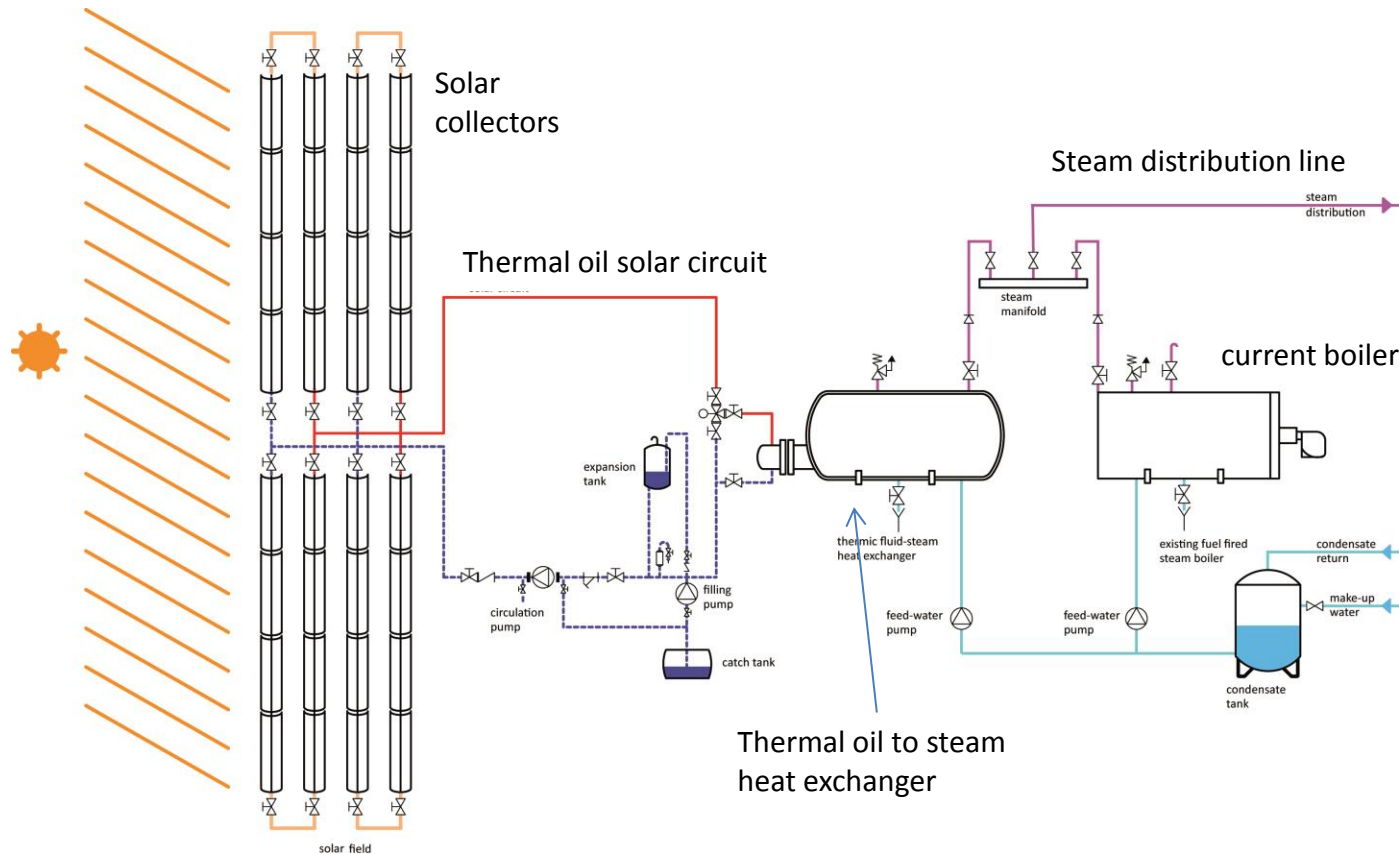 Solar
collectors
Steam distribution line
steam
distribution
Thermal oil solar circuit
steam
manifold
current boiler
expansion
tank
thermic fluid-steam
heat exchanger
existing fuel fired
steam boiler
condensate
return
make-up
water
circulation
pump
filling
pump
feed-water
pump
feed-water
pump
catch tank
condensate
tank
Thermal oil to steam
heat exchanger
solar field